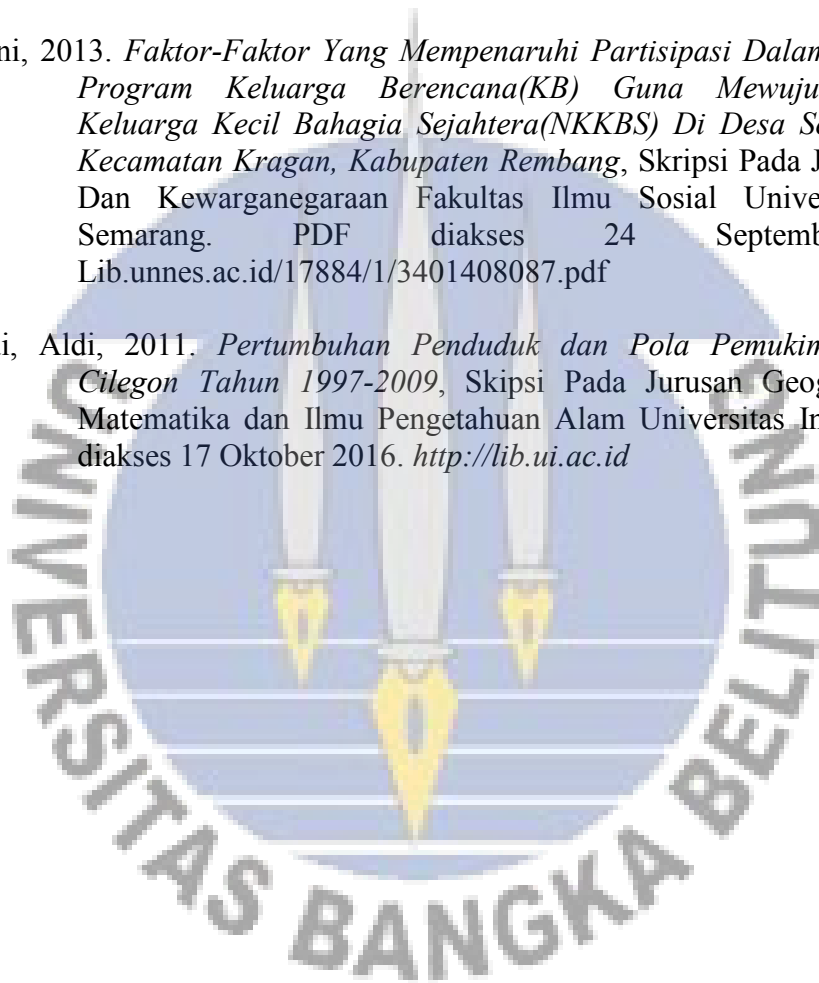 ni, 2013. Faktor-Faktor Yang Mempenaruhi Partisipasi Dalam
Program Keluarga Berencana(KB) Guna Mewuju
Keluarga Kecil Bahagia Sejahtera(NKKBS) Di Desa Se
Kecamatan Kragan, Kabupaten Rembang, Skripsi Pada J
Dan Kewarganegaraan Fakultas Ilmu Sosial Unive
Semarang. PDF diakses 24 Septemb
Lib.unnes.ac.id/17884/1/3401408087.pdf
i, Aldi, 2011. Pertumbuhan Penduduk dan Pola Pemukim
Cilegon Tahun 1997-2009, Skipsi Pada Jurusan Geog
Matematika dan Ilmu Pengetahuan Alam Universitas In
diakses 17 Oktober 2016. http://lib.ui.ac.id
UNIVERSITAS BANGKA BELITUNG